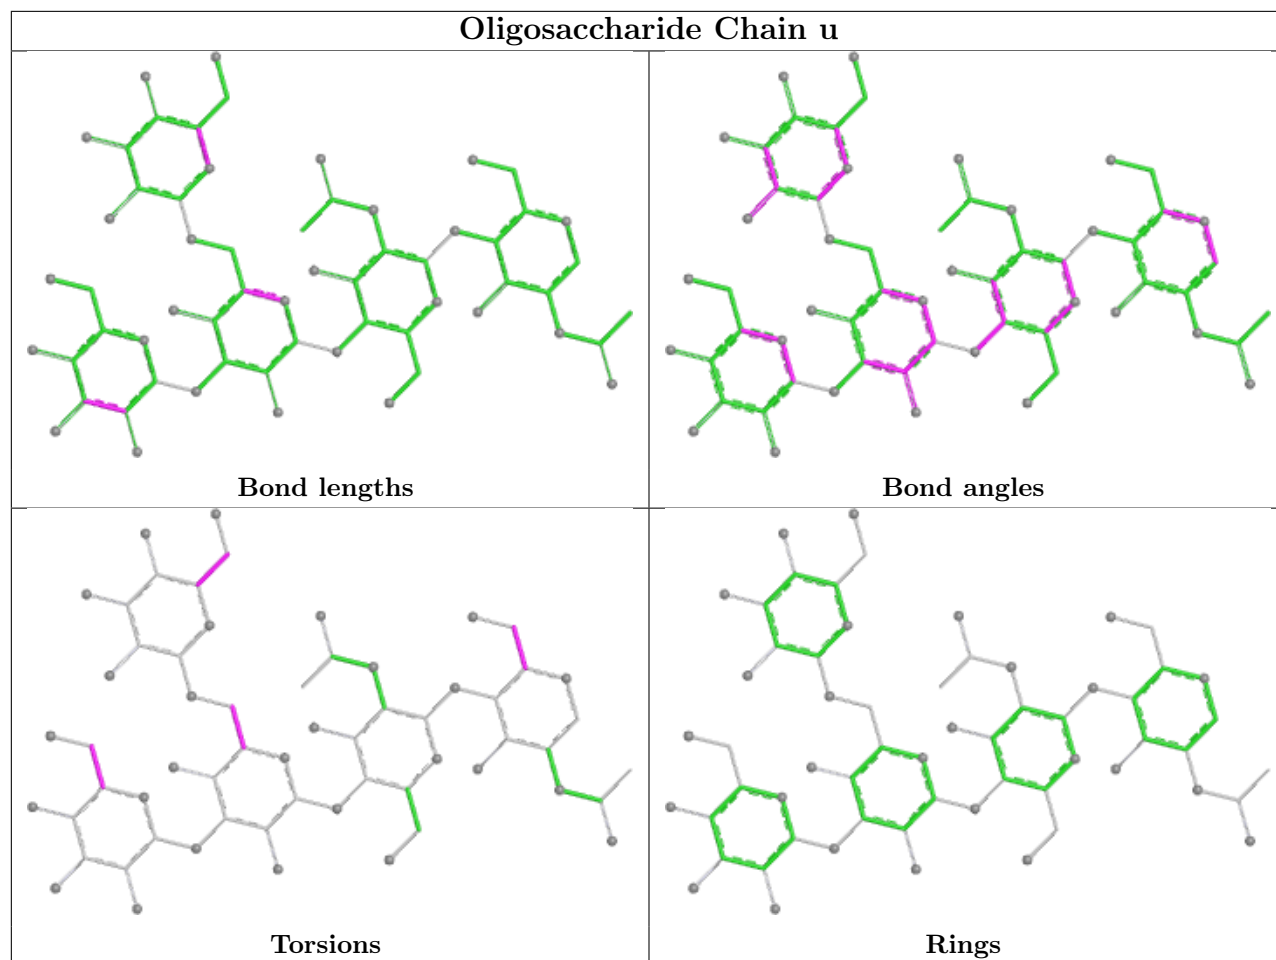 Oligosaccharide Chain u
Bond lengths
Bond angles
Torsions
Rings